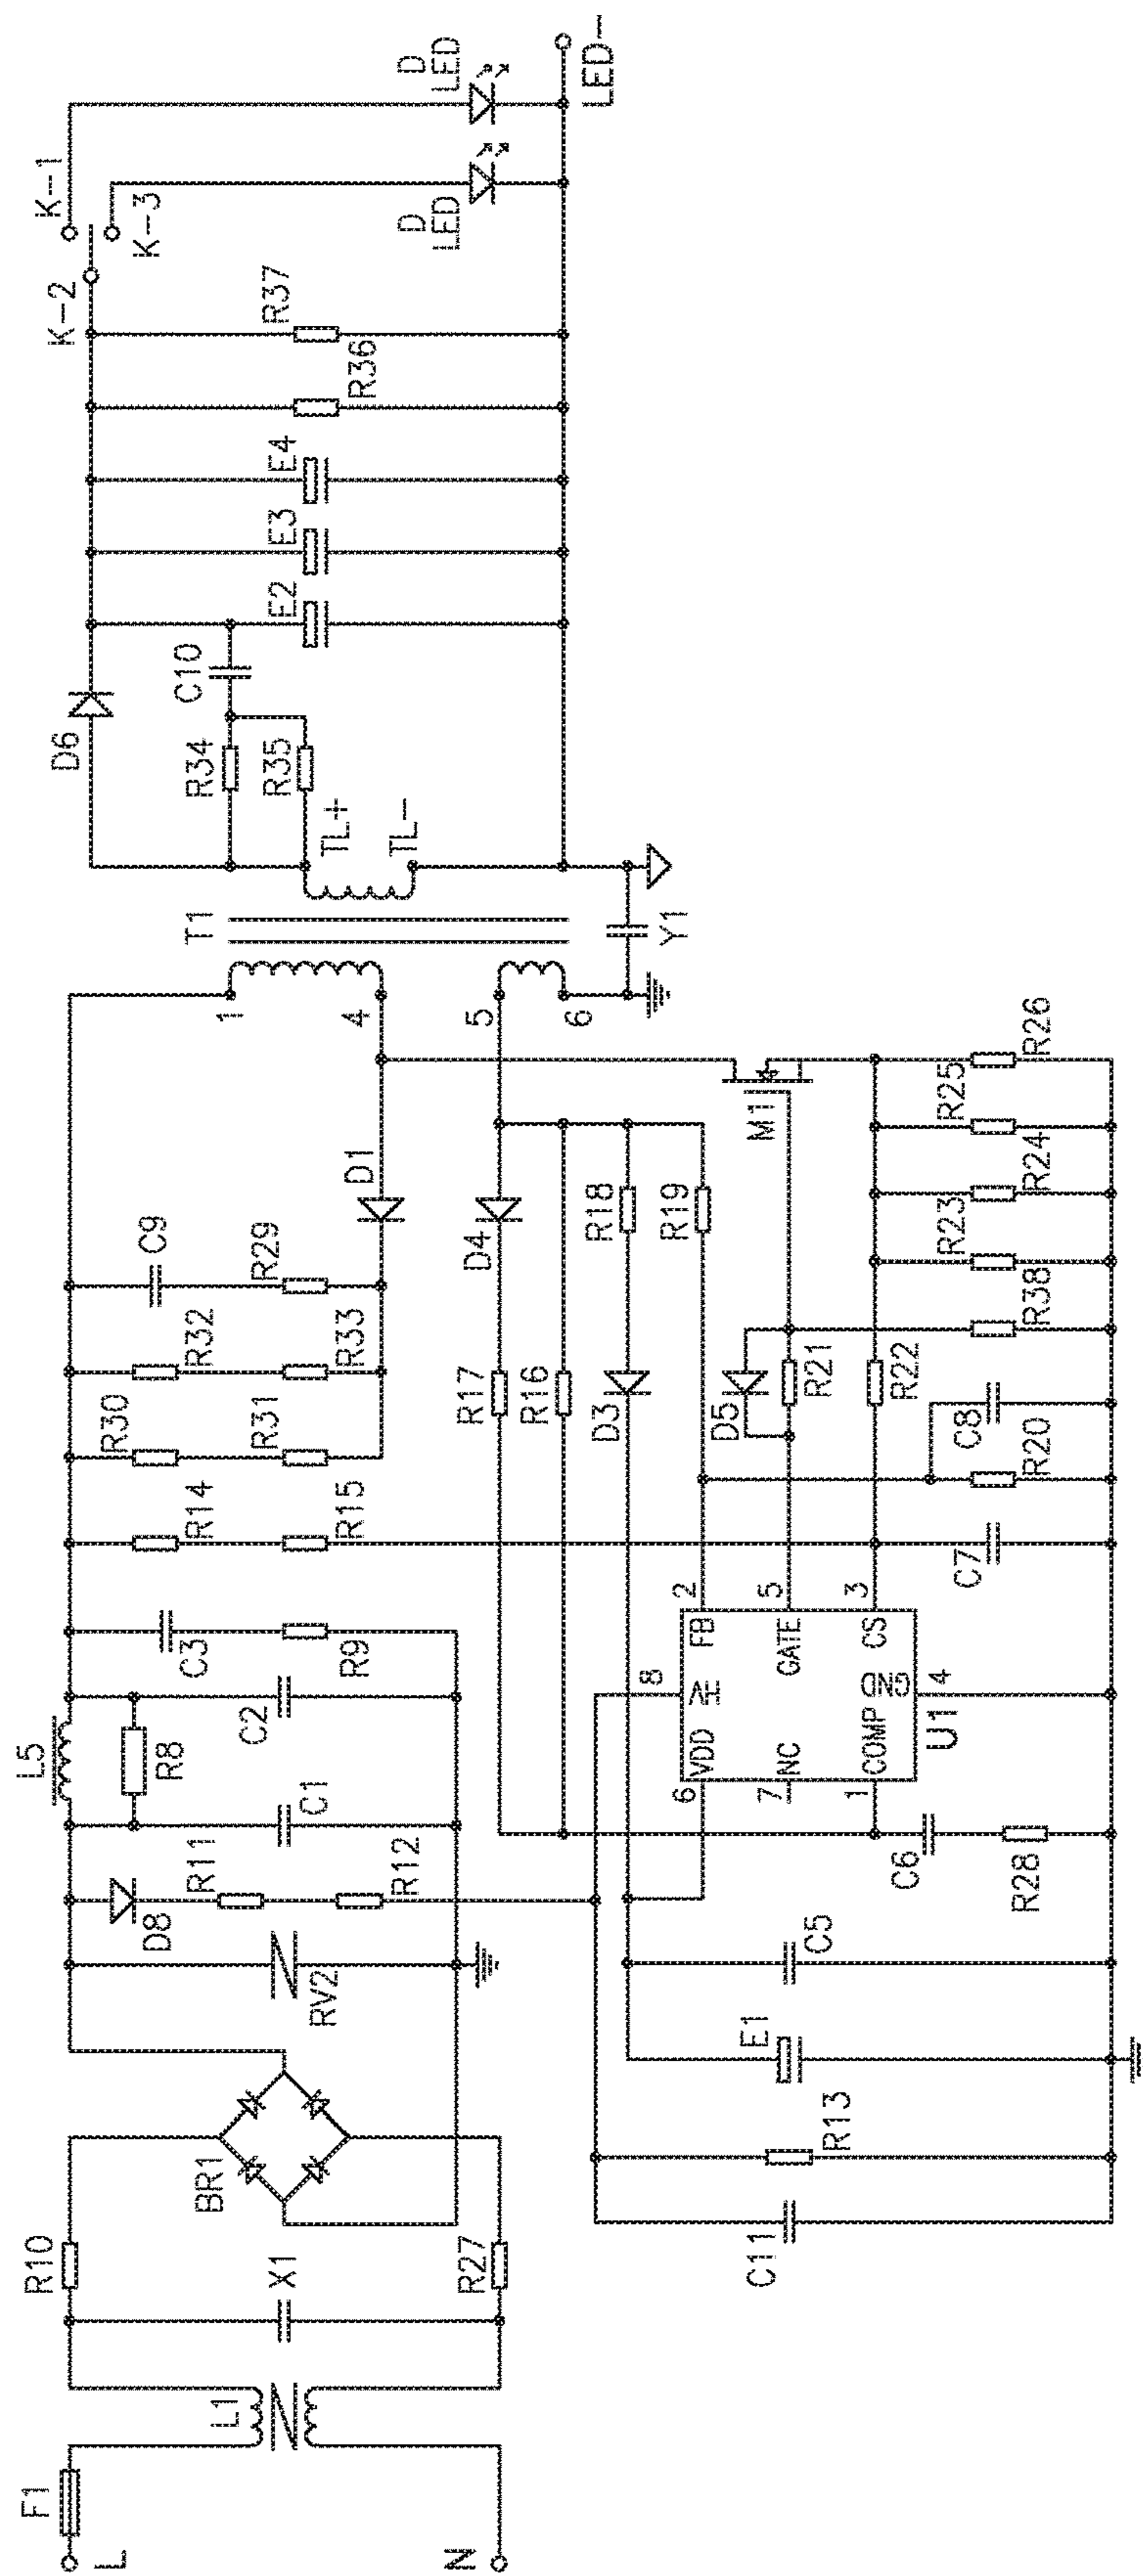 F1
L
N
L1
R10
X1
R27
BR1
RV2
D8
R11
R12
L5
R8
C1
C2
C3
R9
R14
R15
R30
R31
R32
R33
C9
R29
D1
T1
1
4
5
6
Y1
TL+
TL-
D6
R34
R35
C10
E2
E3
E4
R36
R37
K-2
K-1
K-3
D
LED
D
LED
LED-
D4
R17
R16
R18
D3
R19
M1
D5
R21
R22
R38
R23
R24
R25
R26
C8
R20
C7
C11
R13
E1
C5
C6
R28
U1
8
HV
6
VDD
FB
2
7
NC
GATE
5
1
COMP
CS
3
GND
4